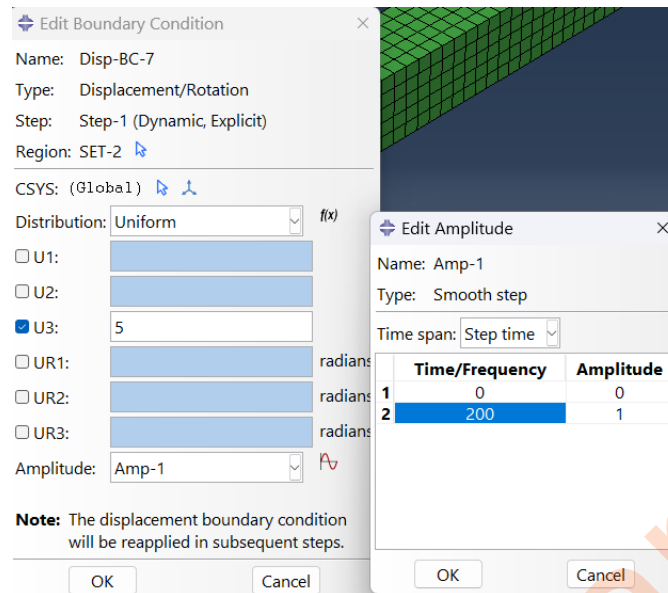 Edit Boundary Condition
Name: Disp-BC-7
Type: Displacement/Rotation
Step: Step-1 (Dynamic, Explicit)
Region: SET-2
CSYS: (Global)
Distribution: Uniform f(x)
U1:
U2:
U3: 5
UR1: radians
UR2: radians
UR3: radians
Amplitude: Amp-1
Note: The displacement boundary condition
will be reapplied in subsequent steps.
OK Cancel
Edit Amplitude
Name: Amp-1
Type: Smooth step
Time span: Step time
Time/Frequency Amplitude
1 0 0
2 200 1
OK Cancel